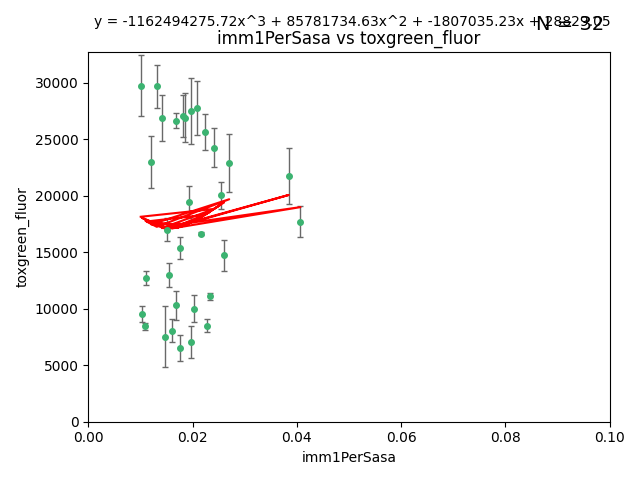 y = -1162494275.72x^3 + 85781734.63x^2 + -1807035.23x + 28829.05
N = 32
imm1PerSasa vs toxgreen_fluor
30000
25000
20000
15000
10000
5000
0
toxgreen_fluor
0.00 0.02 0.04 0.06 0.08 0.10
imm1PerSasa